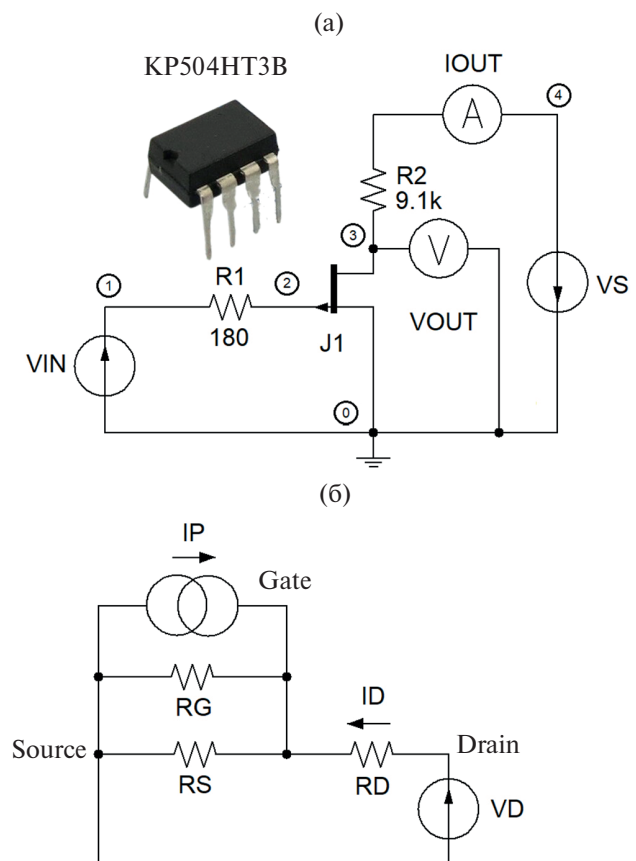 (а)
KP504HT3B
IOUT
4
A
R2
9.1k
3
V
R1
2
1
VS
180
J1
VOUT
VIN
0
(б)
IP
Gate
RG
ID
Source
Drain
RS
RD
VD